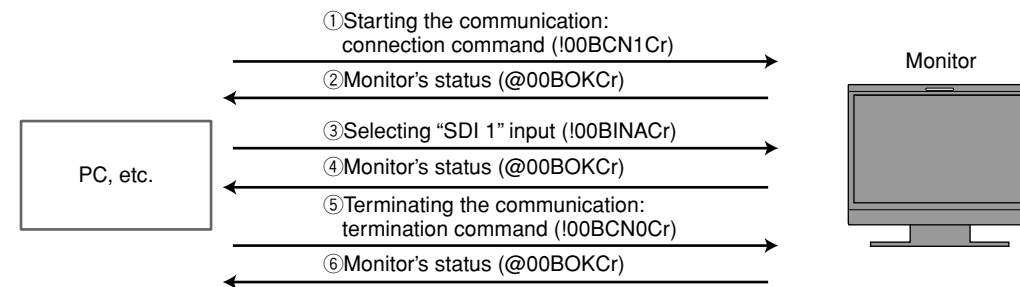 ①Starting the communication:
connection command (!00BCN1Cr)
Monitor
②Monitor's status (@00BOKCr)
③Selecting “SDI 1” input (!00BINACr)
PC, etc.
④Monitor's status (@00BOKCr)
⑤Terminating the communication:
termination command (!00BCN0Cr)
⑥Monitor's status (@00BOKCr)